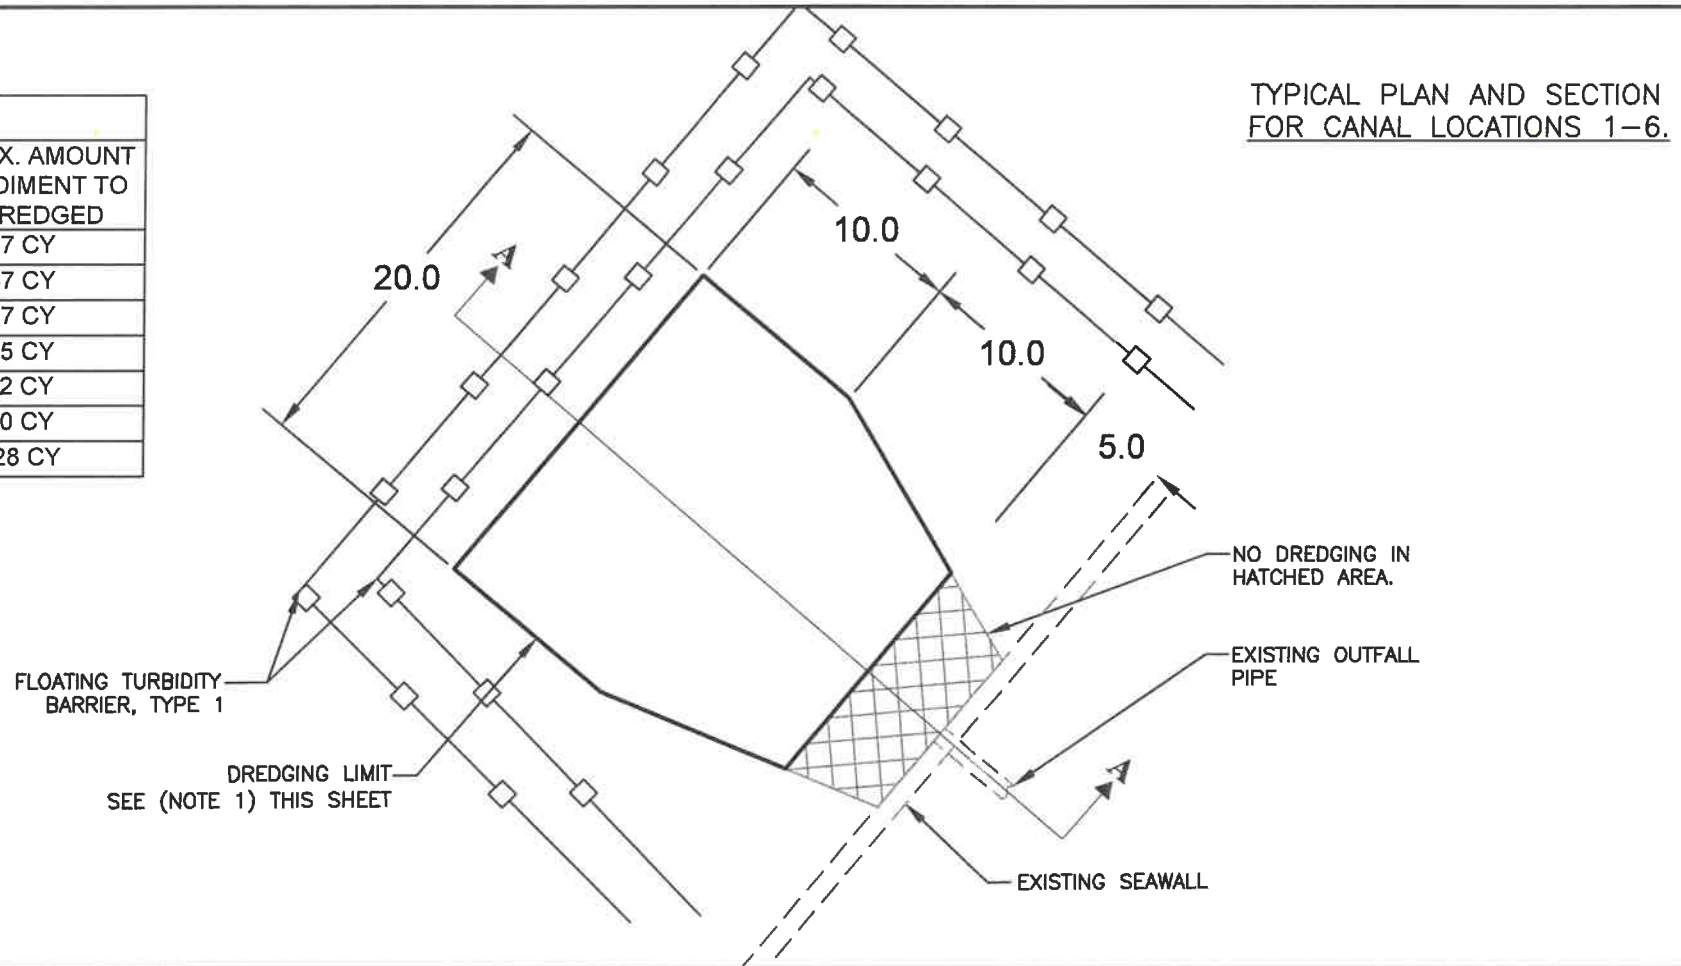 TYPICAL PLAN AND SECTION
FOR CANAL LOCATIONS 1-6.
X. AMOUNT
DIMENT TO
REDGED
7 CY
7 CY
7 CY
5 CY
2 CY
0 CY
28 CY
20.0
A
10.0
10.0
5.0
NO DREDGING IN
HATCHED AREA.
EXISTING OUTFALL
PIPE
FLOATING TURBIDITY
BARRIER, TYPE 1
DREDGING LIMIT
SEE (NOTE 1) THIS SHEET
A
EXISTING SEAWALL